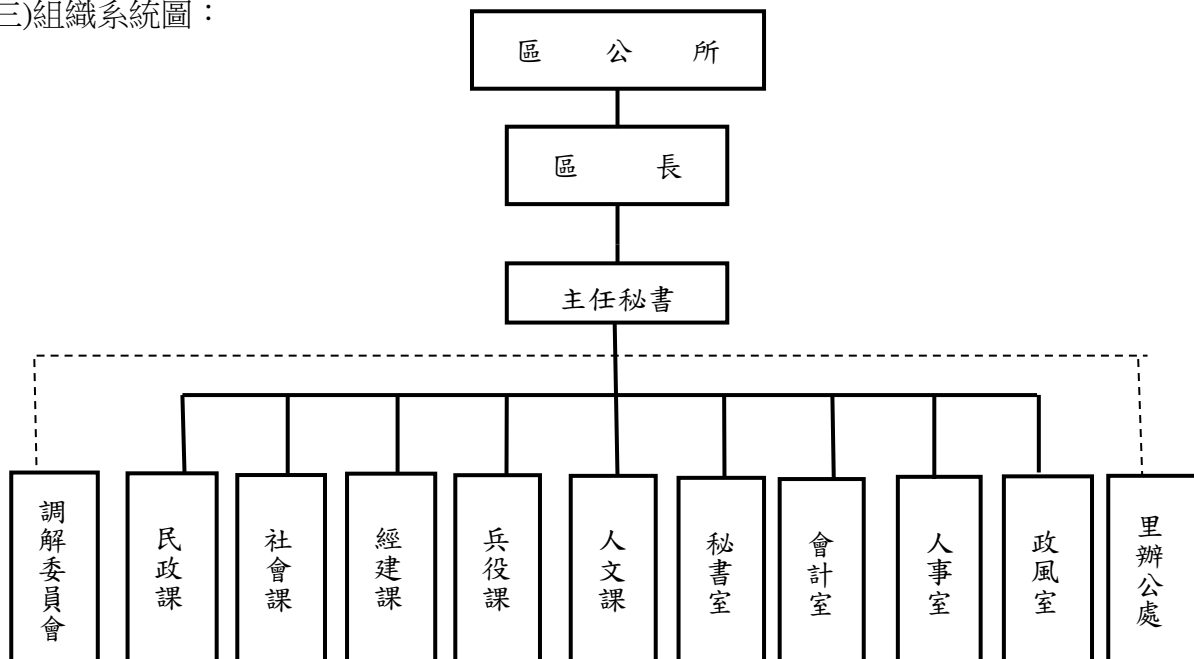 三)組織系統圖：
區 公 所
區 長
主任秘書
調解委員會
民政課
社會課
經建課
兵役課
人文課
秘書室
會計室
人事室
政風室
里辦公處